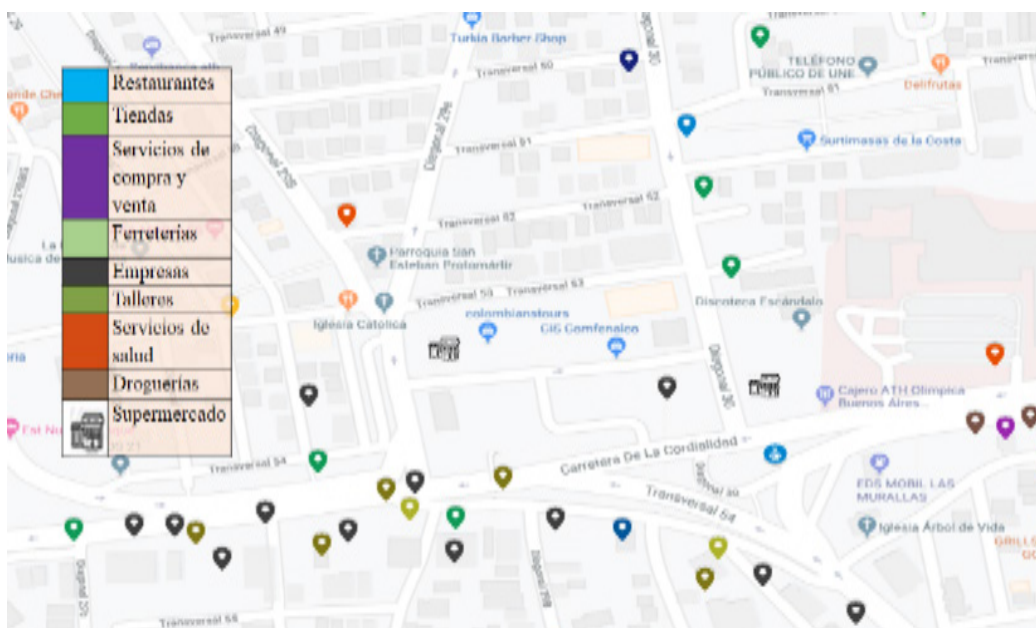 Transversal 49
Turkia Barber Shop
Transversal 50
Diagonal 30
TELÉFONO
PÚBLICO DE UNE
Transversal 51
Delifrutas
Transvers
Restaurantes
Tiendas
Servicios de
compra y
venta
Ferreterías
Empresas
Talleres
Servicios de
salud
Droguerías
Supermercado
Diagonal 29B
Transversal 51
Surtimasas de la Costa
Transversal 52
Transversal 52
Parroquia San
Esteban Protomártir
Transversal 53
Transversal 53
Iglesia Catolica
colombianstours
CIS Comfenalco
Discoteca Escándalo
Diagonal 30
Cajero ATH Olímpica
Buenos Aires...
Transversal 54
Carretera De La Cordialidad
Diagonal 30
Transversal 54
EDS MOBIL LAS
MURALLAS
Iglesia Árbol de Vida
GRILLS
Diagonal 29B
Transversal 55